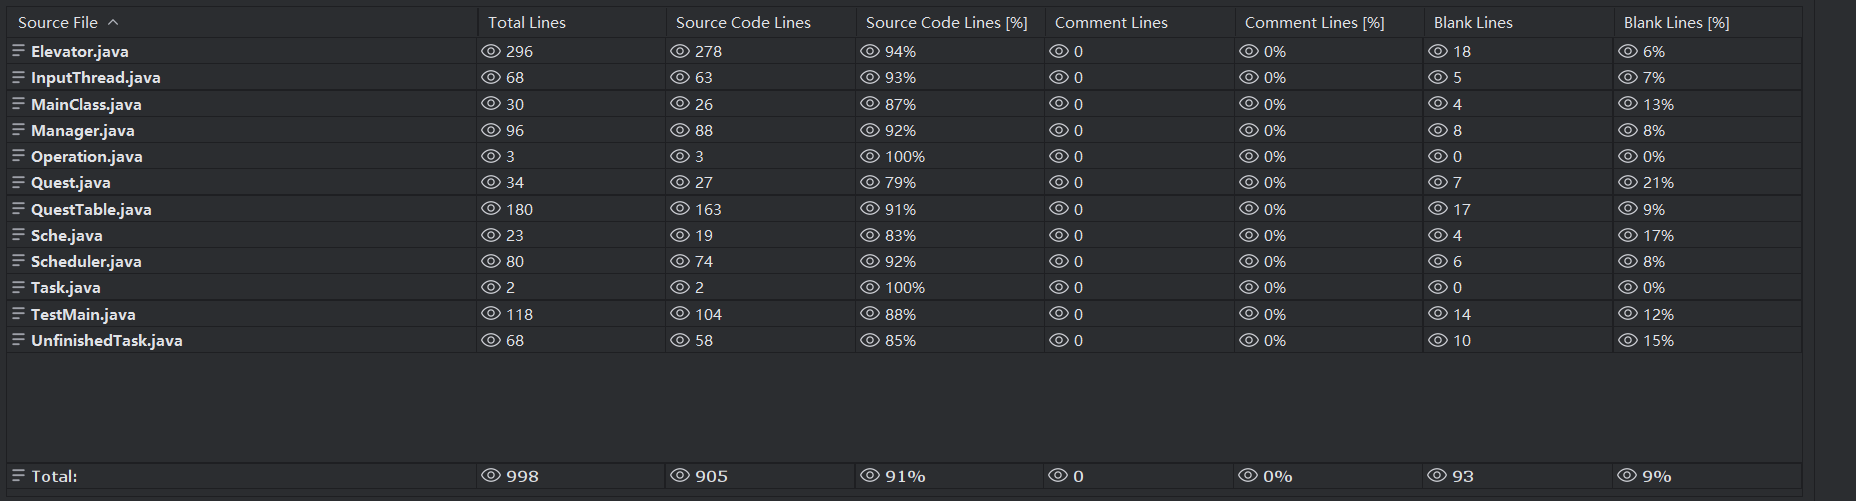 Source File Total Lines Source Code Lines Source Code Lines [%] Comment Lines Comment Lines [%] Blank Lines Blank Lines [%]
Elevator.java 296 278 94% 0 0% 18 6%
InputThread.java 68 63 93% 0 0% 5 7%
MainClass.java 30 26 87% 0 0% 4 13%
Manager.java 96 88 92% 0 0% 8 8%
Operation.java 3 3 100% 0 0% 0 0%
Quest.java 34 27 79% 0 0% 7 21%
QuestTable.java 180 163 91% 0 0% 17 9%
Sche.java 23 19 83% 0 0% 4 17%
Scheduler.java 80 74 92% 0 0% 6 8%
Task.java 2 2 100% 0 0% 0 0%
TestMain.java 118 104 88% 0 0% 14 12%
UnfinishedTask.java 68 58 85% 0 0% 10 15%
Total: 998 905 91% 0 0% 93 9%